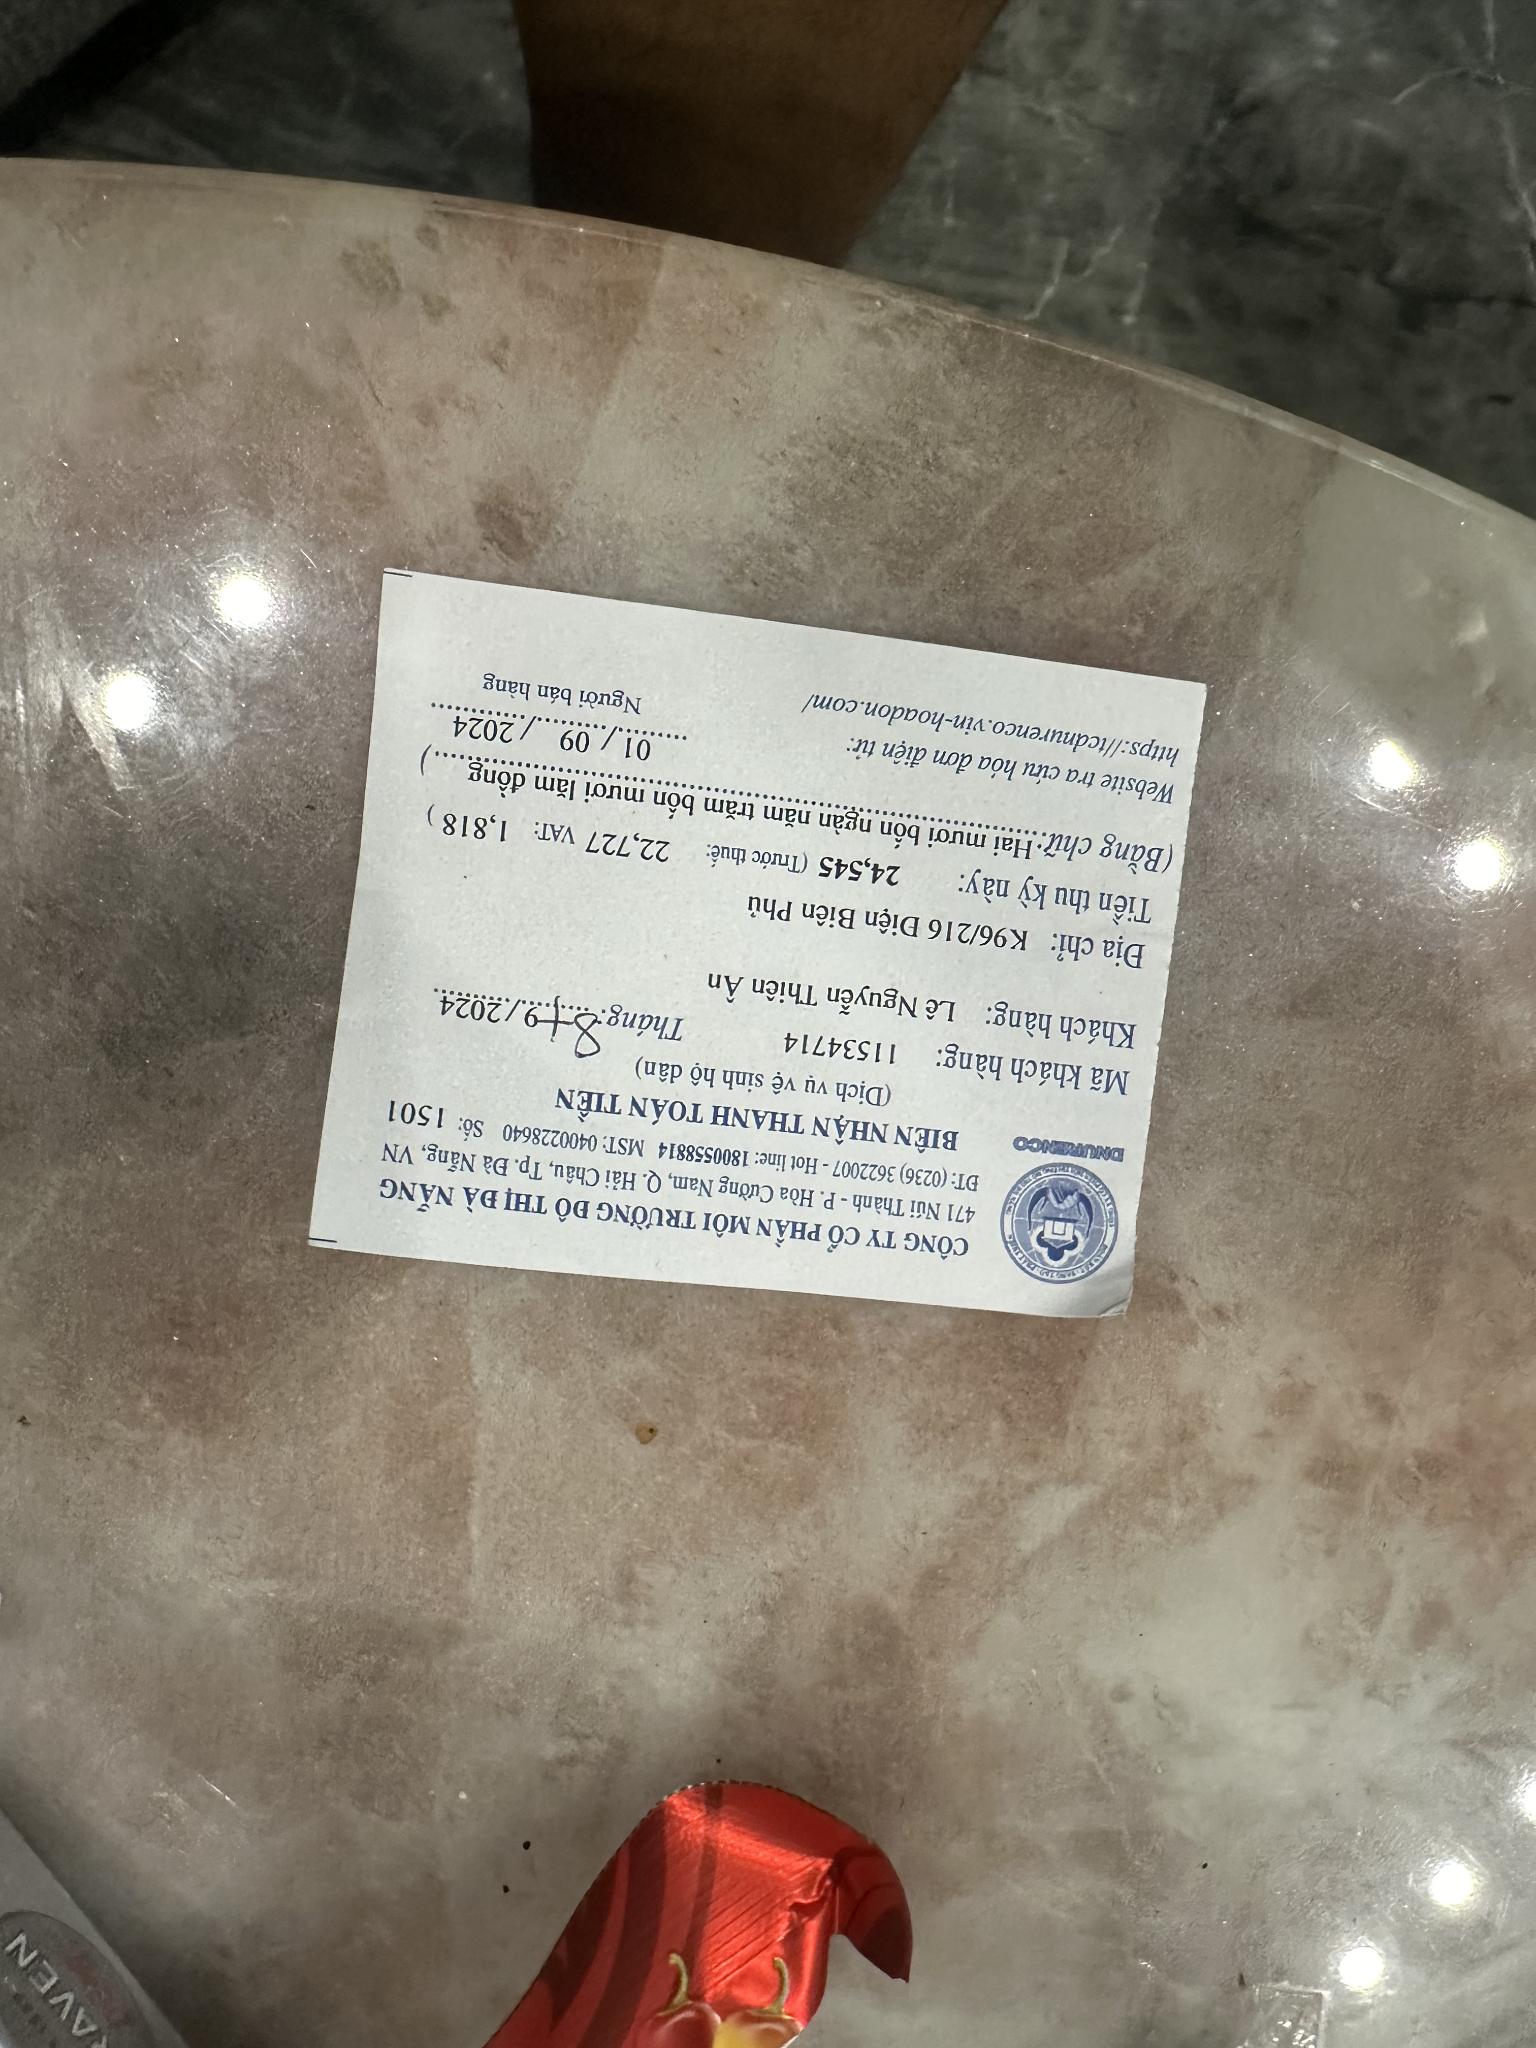 CÔNG TY CỔ PHẦN MÔI TRƯỜNG ĐÔ THỊ ĐÀ NẴNG
471 Núi Thành - P. Hòa Cường Nam, Q. Hải Châu, Tp. Đà Nẵng, VN
ĐT: (0236) 3622007 - Hot line: 180055​8814 MST: 0400228640 Số: 1501
DNURENCO
BIÊN NHẬN THANH TOÁN TIỀN
(Dịch vụ vệ sinh hộ dân)
Mã khách hàng: 11534714 Tháng: 8+9/2024
Khách hàng: Lê Nguyễn Thiên Ân
Địa chỉ: K96/216 Điện Biên Phủ
Tiền thu kỳ này: 24,545 (Trước thuế: 22,727 VAT: 1,818 )
(Bằng chữ: Hai mươi bốn ngàn năm trăm bốn mươi lăm đồng)
Website tra cứu hóa đơn điện tử: 01 / 09 / 2024
https://tcdnurenco.vin-hoadon.com/ Người bán hàng
RAVEN